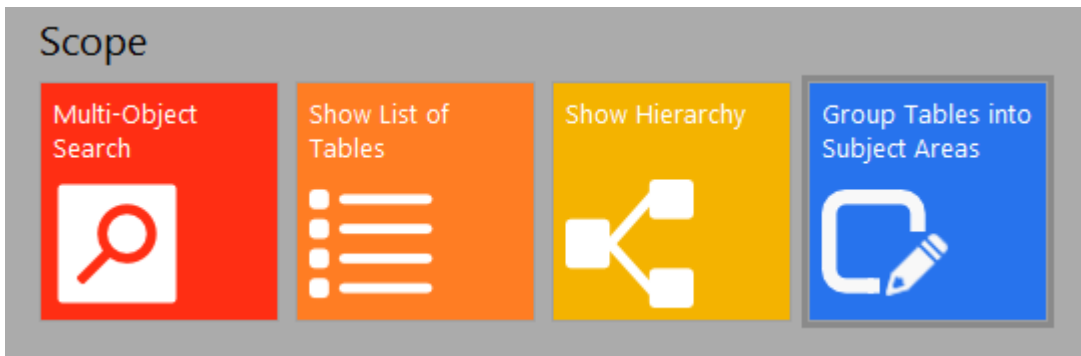 Scope
Multi-Object
Search
Show List of
Tables
Show Hierarchy
Group Tables into
Subject Areas